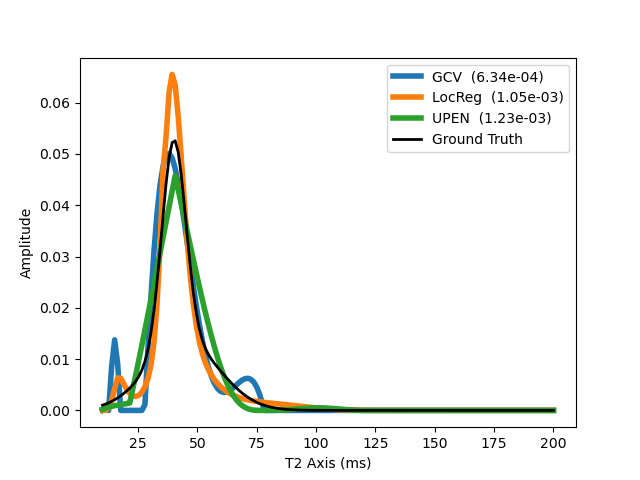 GCV (6.34e-04)
LocReg (1.05e-03)
UPEN (1.23e-03)
Ground Truth
0.06
0.05
0.04
0.03
0.02
0.01
0.00
Amplitude
25 50 75 100 125 150 175 200
T2 Axis (ms)